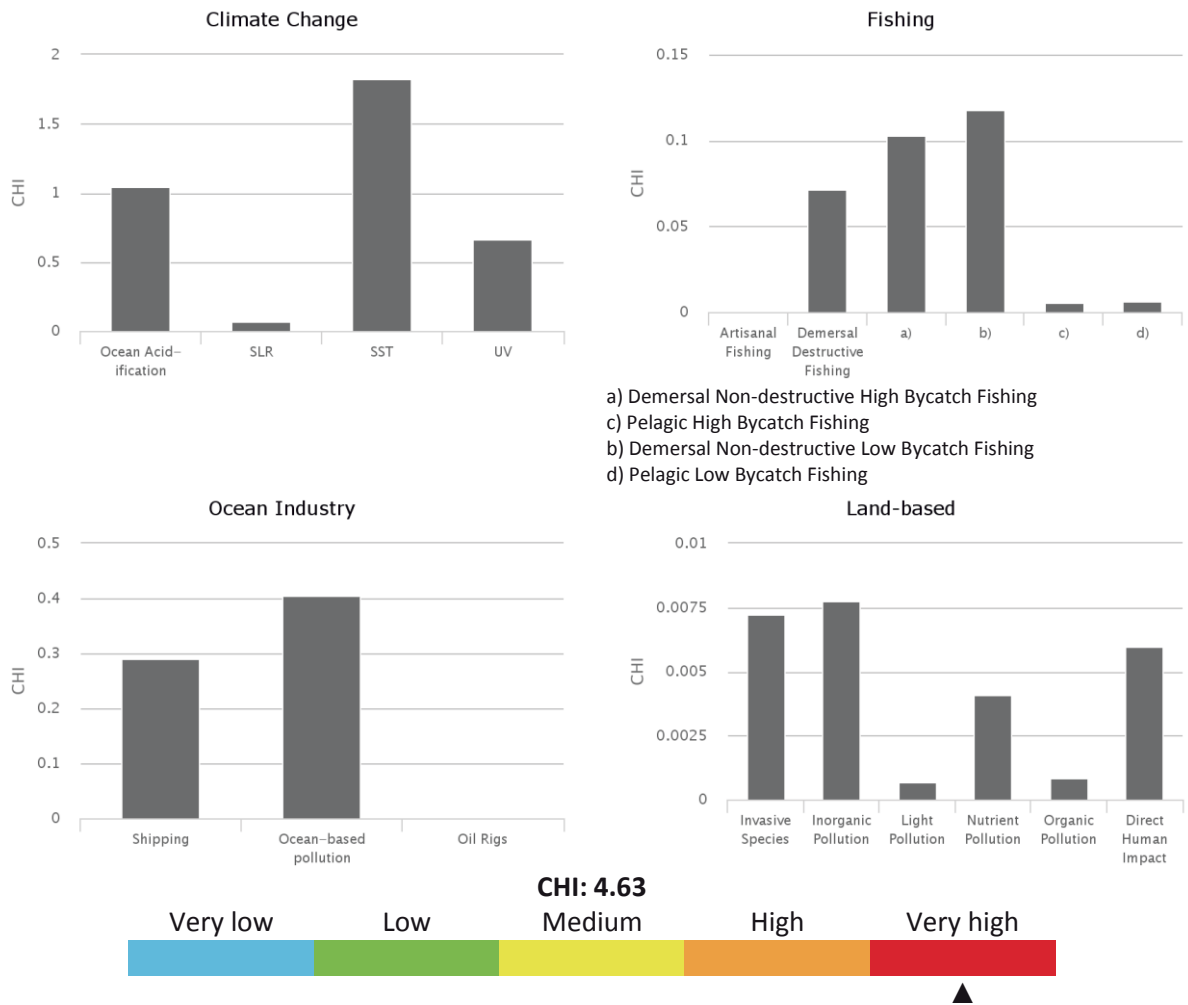 Climate Change
2
1.5
1
0.5
0
CHI
Ocean Acid–
ification
SLR
SST
UV
Fishing
0.15
0.1
0.05
0
CHI
Artisanal
Fishing
Demersal
Destructive
Fishing
a)
b)
c)
d)
a) Demersal Non-destructive High Bycatch Fishing
c) Pelagic High Bycatch Fishing
b) Demersal Non-destructive Low Bycatch Fishing
d) Pelagic Low Bycatch Fishing
Ocean Industry
0.5
0.4
0.3
0.2
0.1
0
CHI
Shipping
Ocean–based
pollution
Oil Rigs
Land-based
0.01
0.0075
0.005
0.0025
0
CHI
Invasive
Species
Inorganic
Pollution
Light
Pollution
Nutrient
Pollution
Organic
Pollution
Direct
Human
Impact
CHI: 4.63
Very low Low Medium High Very high